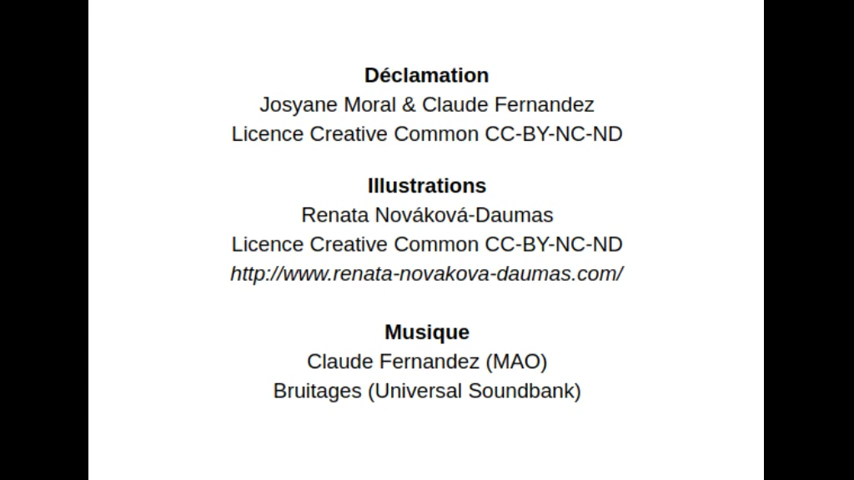 Déclamation
Josyane Moral & Claude Fernandez
Licence Creative Common CC-BY-NC-ND
Illustrations
Renata Nováková-Daumas
Licence Creative Common CC-BY-NC-ND
http://www.renata-novakova-daumas.com/
Musique
Claude Fernandez (MAO)
Bruitages (Universal Soundbank)